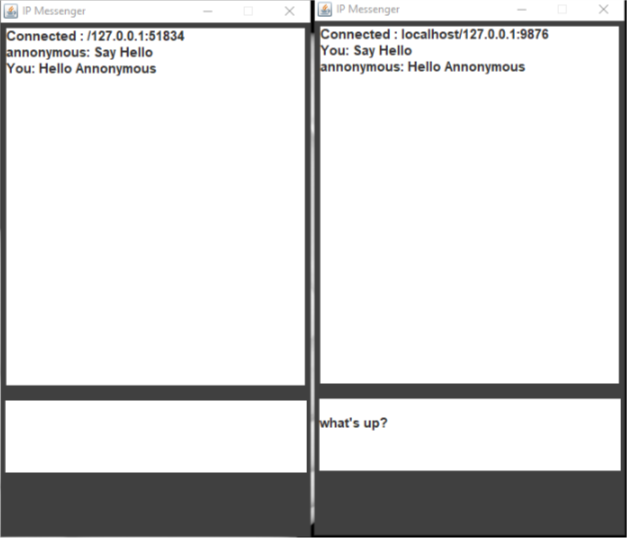 IP Messenger
Connected : /127.0.0.1:51834
annonymous: Say Hello
You: Hello Annonymous
IP Messenger
Connected : localhost/127.0.0.1:9876
You: Say Hello
annonymous: Hello Annonymous
what's up?